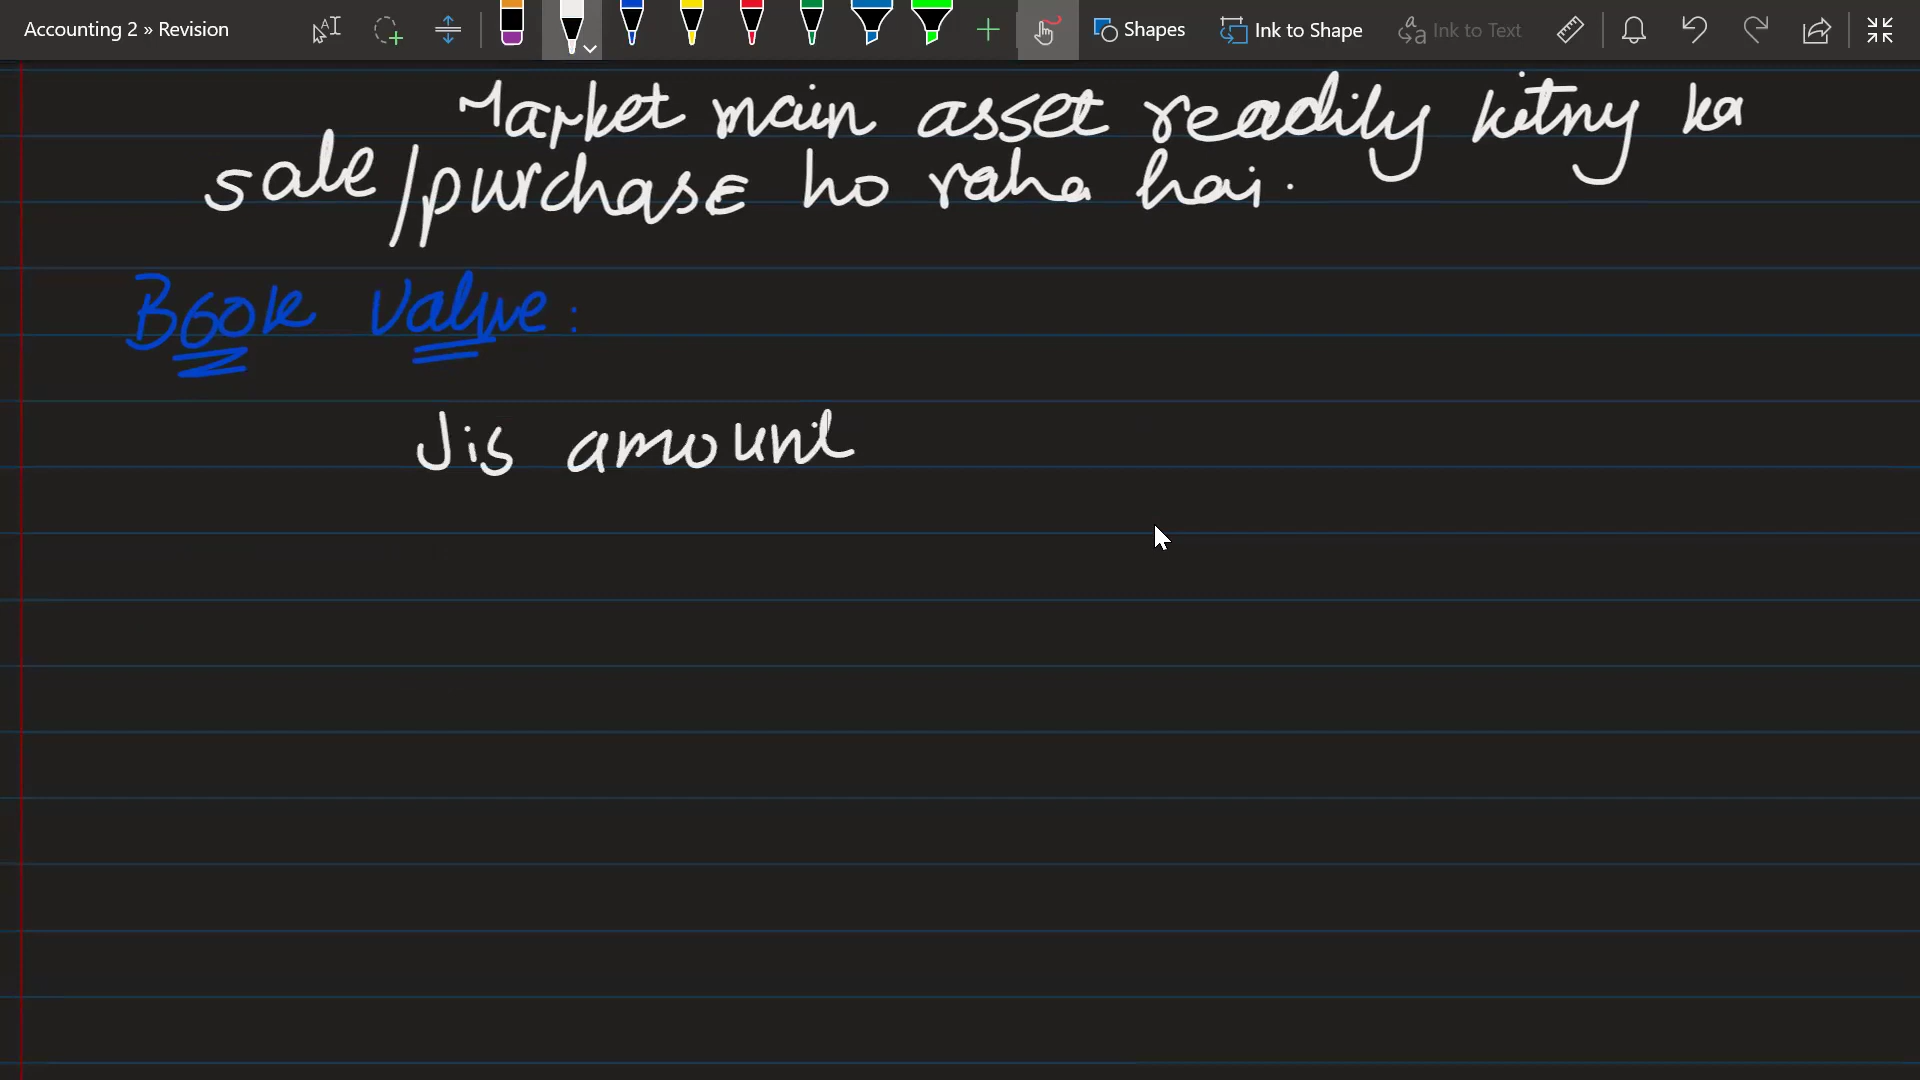 Accounting 2 » Revision
Shapes
Ink to Shape
Ink to Text
Market main asset readily kitny ka
sale/purchase ho raha hai.
Book Value:
Jis amount